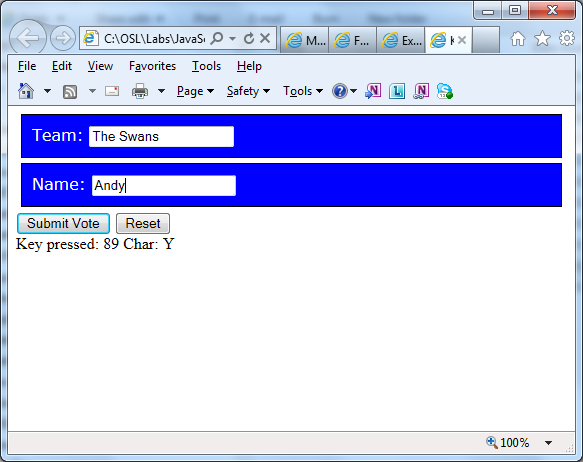 C:\OSL\Labs\JavaSc
M...
F...
Ex...
File Edit View Favorites Tools Help
Page Safety Tools
Team: The Swans
Name: Andy
Submit Vote Reset
Key pressed: 89 Char: Y
100%